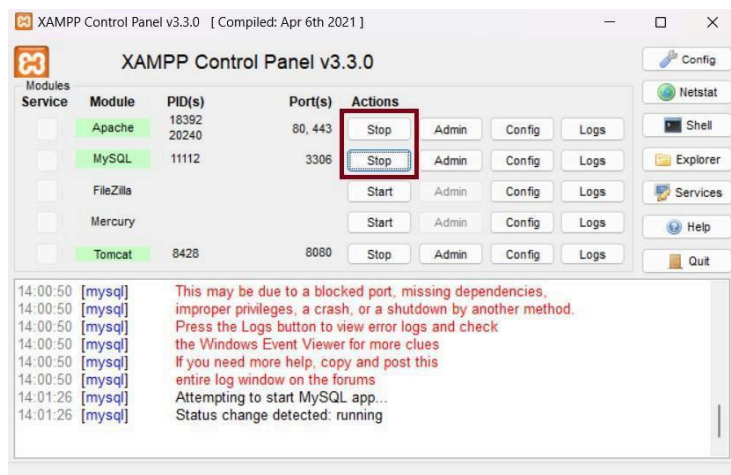 XAMPP Control Panel v3.3.0 [ Compiled: Apr 6th 2021 ]
XAMPP Control Panel v3.3.0
Config
Modules
Service Module PID(s) Port(s) Actions
Netstat
Apache 18392 20240 80, 443 Stop Admin Config Logs
Shell
MySQL 11112 3306 Stop Admin Config Logs
Explorer
FileZilla Start Admin Config Logs
Services
Mercury Start Admin Config Logs
Help
Tomcat 8428 8080 Stop Admin Config Logs
Quit
14:00:50 [mysql] This may be due to a blocked port, missing dependencies,
14:00:50 [mysql] improper privileges, a crash, or a shutdown by another method.
14:00:50 [mysql] Press the Logs button to view error logs and check
14:00:50 [mysql] the Windows Event Viewer for more clues
14:00:50 [mysql] If you need more help, copy and post this
14:00:50 [mysql] entire log window on the forums
14:01:26 [mysql] Attempting to start MySQL app...
14:01:26 [mysql] Status change detected: running